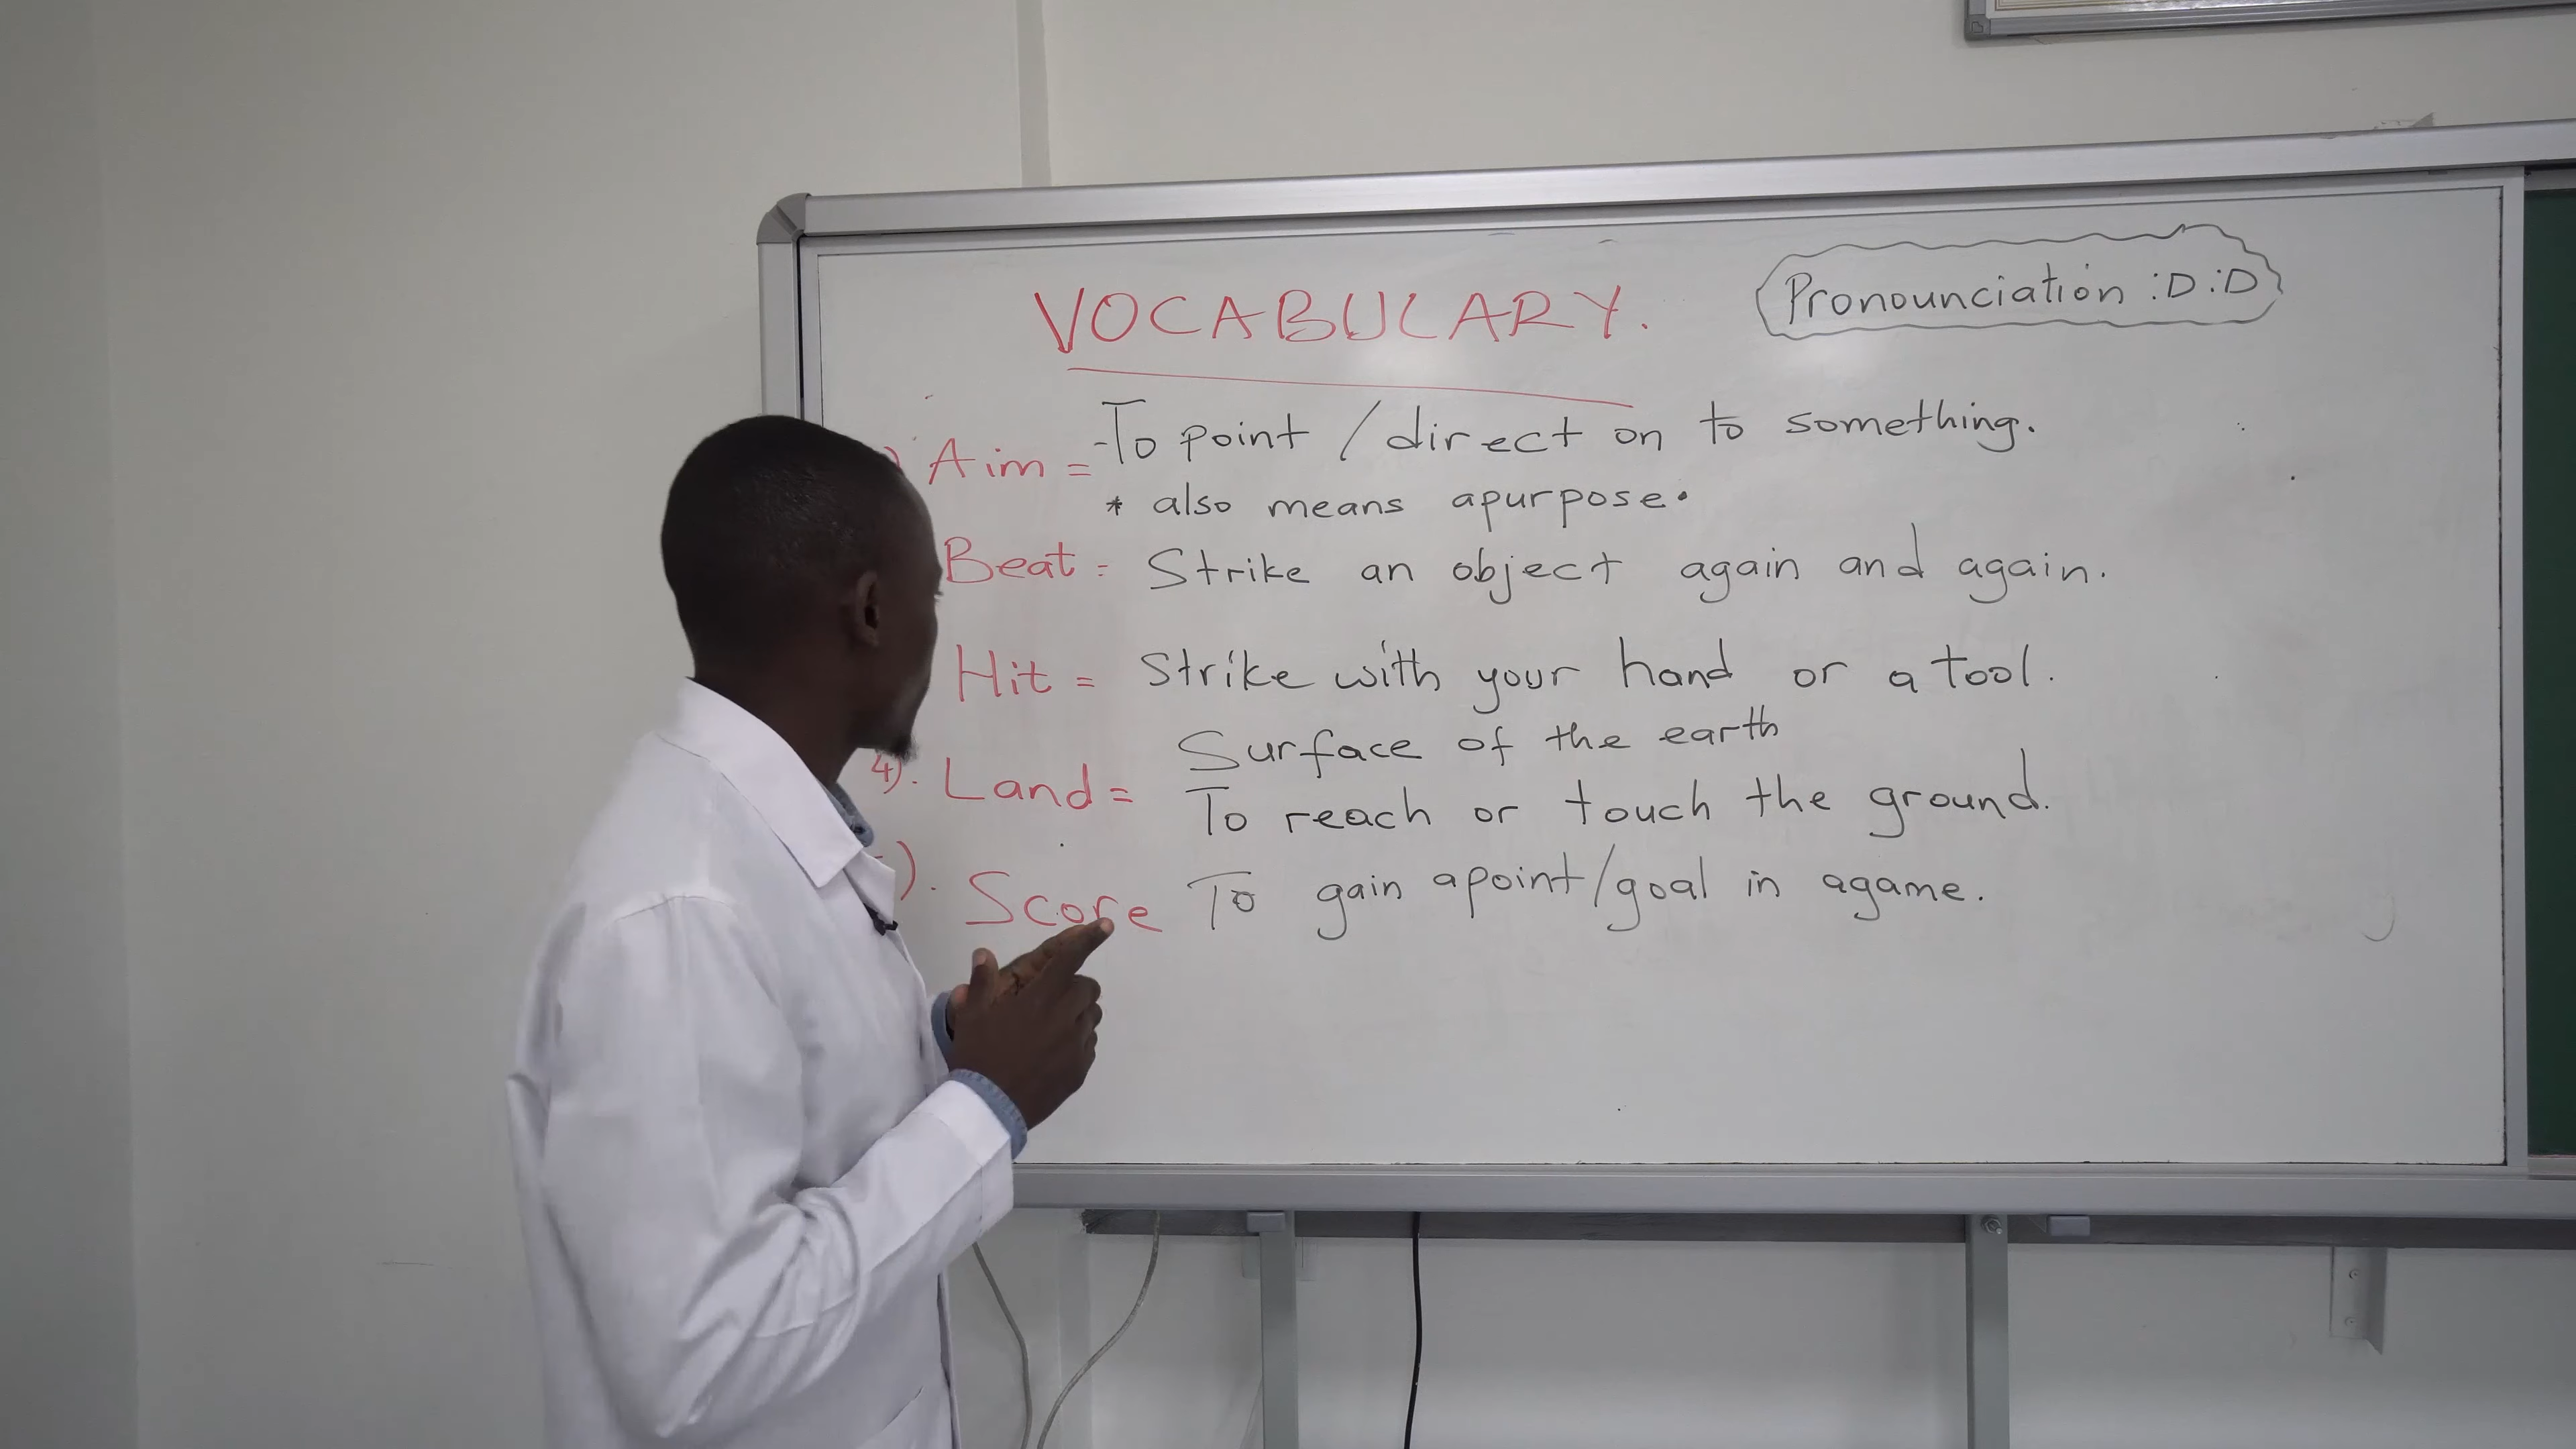 VOCABULARY.
Pronounciation :D :D
) Aim = -To point / direct on to something.
* also means apurpose.
Beat = Strike an object again and again.
Hit = Strike with your hand or a tool.
Surface of the earth
4). Land = To reach or touch the ground.
). Score To gain apoint/goal in agame.